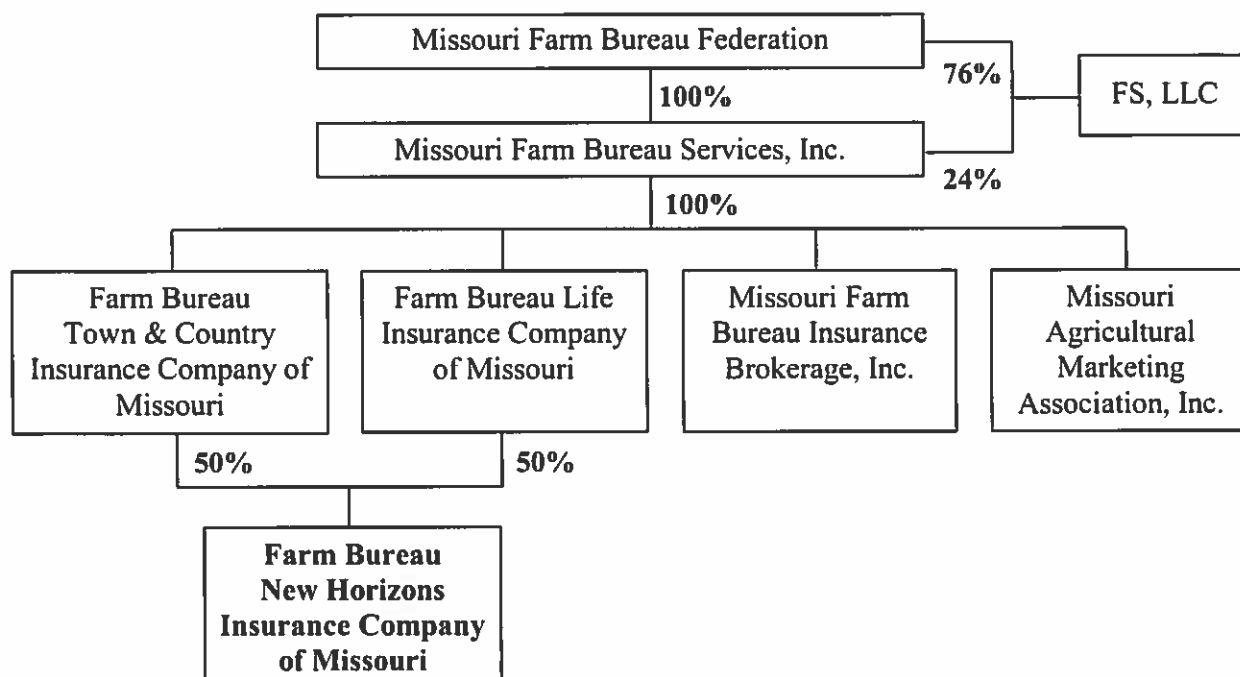 Missouri Farm Bureau Federation
76%
100%
FS, LLC
Missouri Farm Bureau Services, Inc.
24%
100%
Farm Bureau
Town & Country
Insurance Company of
Missouri
Farm Bureau Life
Insurance Company
of Missouri
Missouri Farm
Bureau Insurance
Brokerage, Inc.
Missouri
Agricultural
Marketing
Association, Inc.
50%
50%
Farm Bureau
New Horizons
Insurance Company
of Missouri